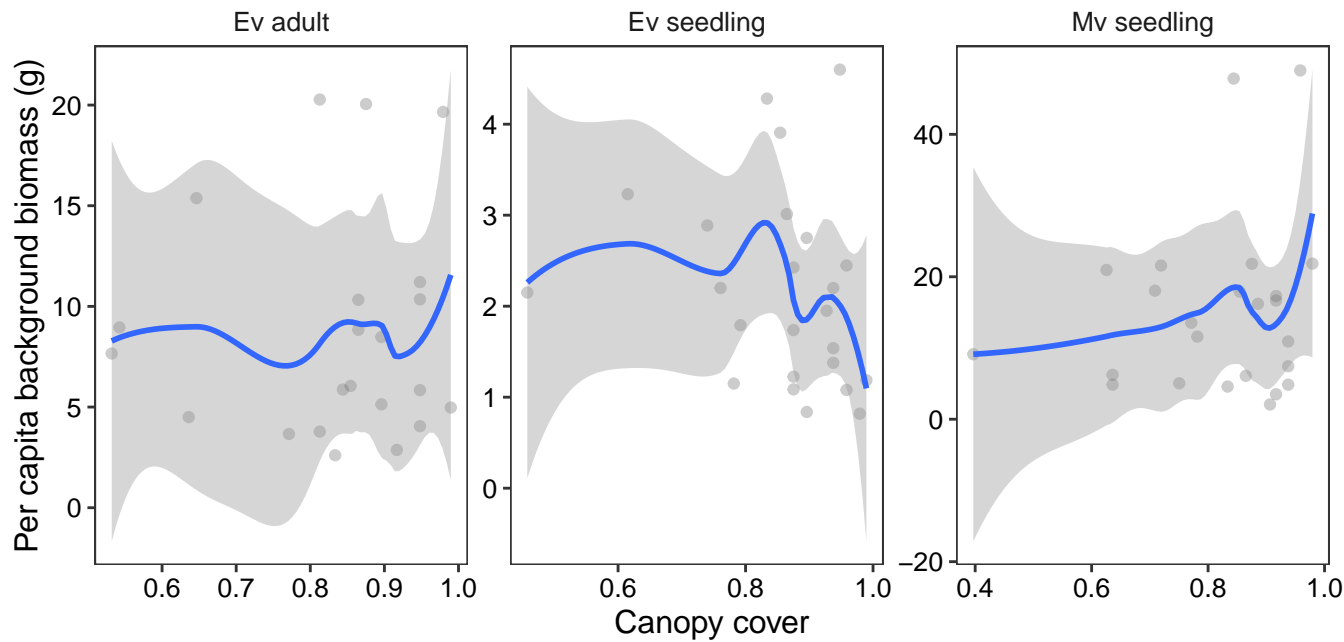 Ev adult
Ev seedling
Mv seedling
Per capita background biomass (g)
20
15
10
5
0
4
3
2
1
0
40
20
0
−20
0.6 0.7 0.8 0.9 1.0
0.6 0.8 1.0
0.4 0.6 0.8 1.0
Canopy cover